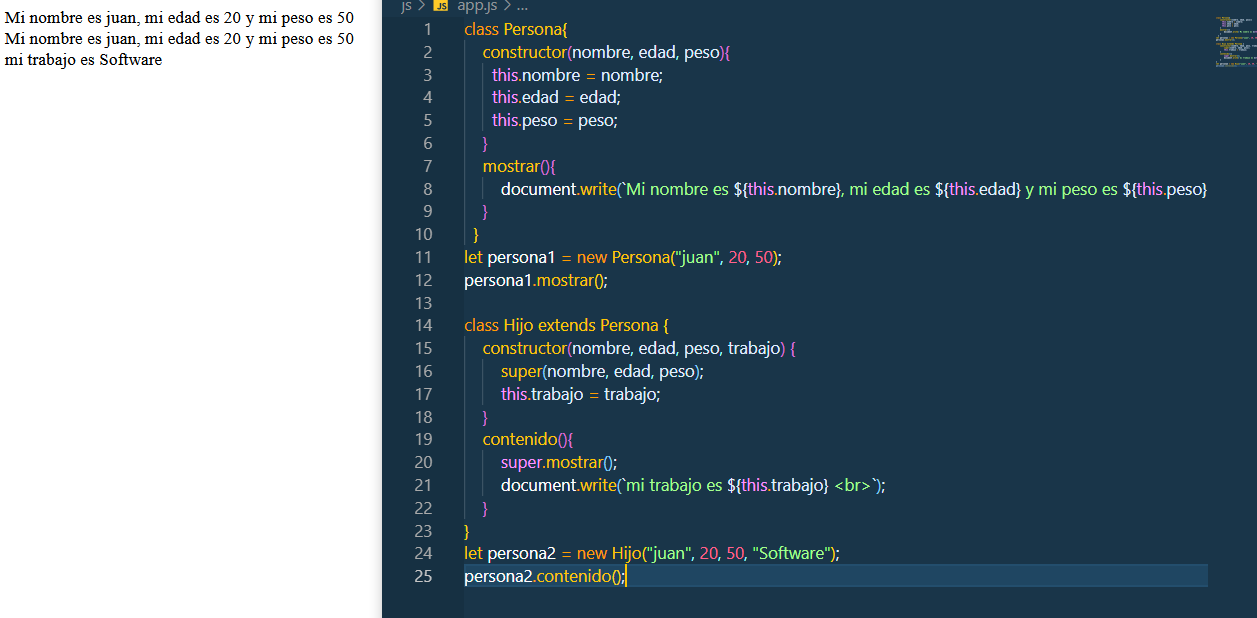 Mi nombre es juan, mi edad es 20 y mi peso es 50
Mi nombre es juan, mi edad es 20 y mi peso es 50
mi trabajo es Software
js > JS app.js > ...
1 class Persona{
2 constructor(nombre, edad, peso){
3 this.nombre = nombre;
4 this.edad = edad;
5 this.peso = peso;
6 }
7 mostrar(){
8 document.write(`Mi nombre es ${this.nombre}, mi edad es ${this.edad} y mi peso es ${this.peso}
9 }
10 }
11 let persona1 = new Persona("juan", 20, 50);
12 persona1.mostrar();
13
14 class Hijo extends Persona {
15 constructor(nombre, edad, peso, trabajo) {
16 super(nombre, edad, peso);
17 this.trabajo = trabajo;
18 }
19 contenido(){
20 super.mostrar();
21 document.write(`mi trabajo es ${this.trabajo} <br>`);
22 }
23 }
24 let persona2 = new Hijo("juan", 20, 50, "Software");
25 persona2.contenido();